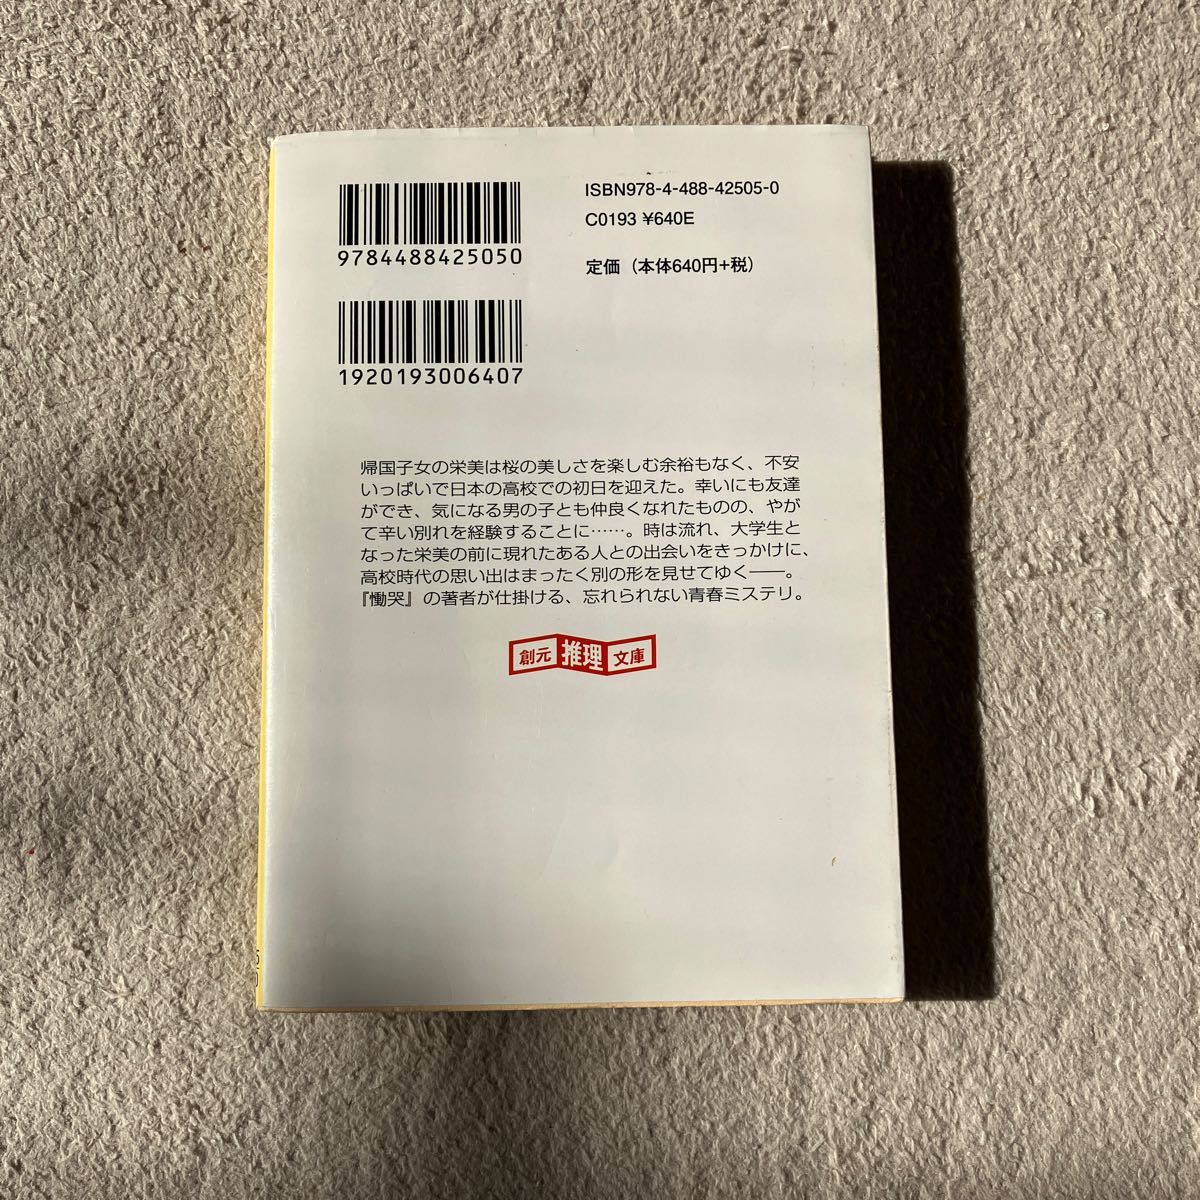 ISBN978-4-488-42505-0
C0193 ¥640E
定価（本体640円+税）
9784488425050
1920193006407
帰国子女の栄美は桜の美しさを楽しむ余裕もなく、不安
いっぱいで日本の高校での初日を迎えた。幸いにも友達
ができ、気になる男の子とも仲良くなれたものの、やが
て辛い別れを経験することに……。時は流れ、大学生と
なった栄美の前に現れたある人との出会いをきっかけに、
高校時代の思い出はまったく別の形を見せてゆく――。
『慟哭』の著者が仕掛ける、忘れられない青春ミステリ。
創元推理文庫